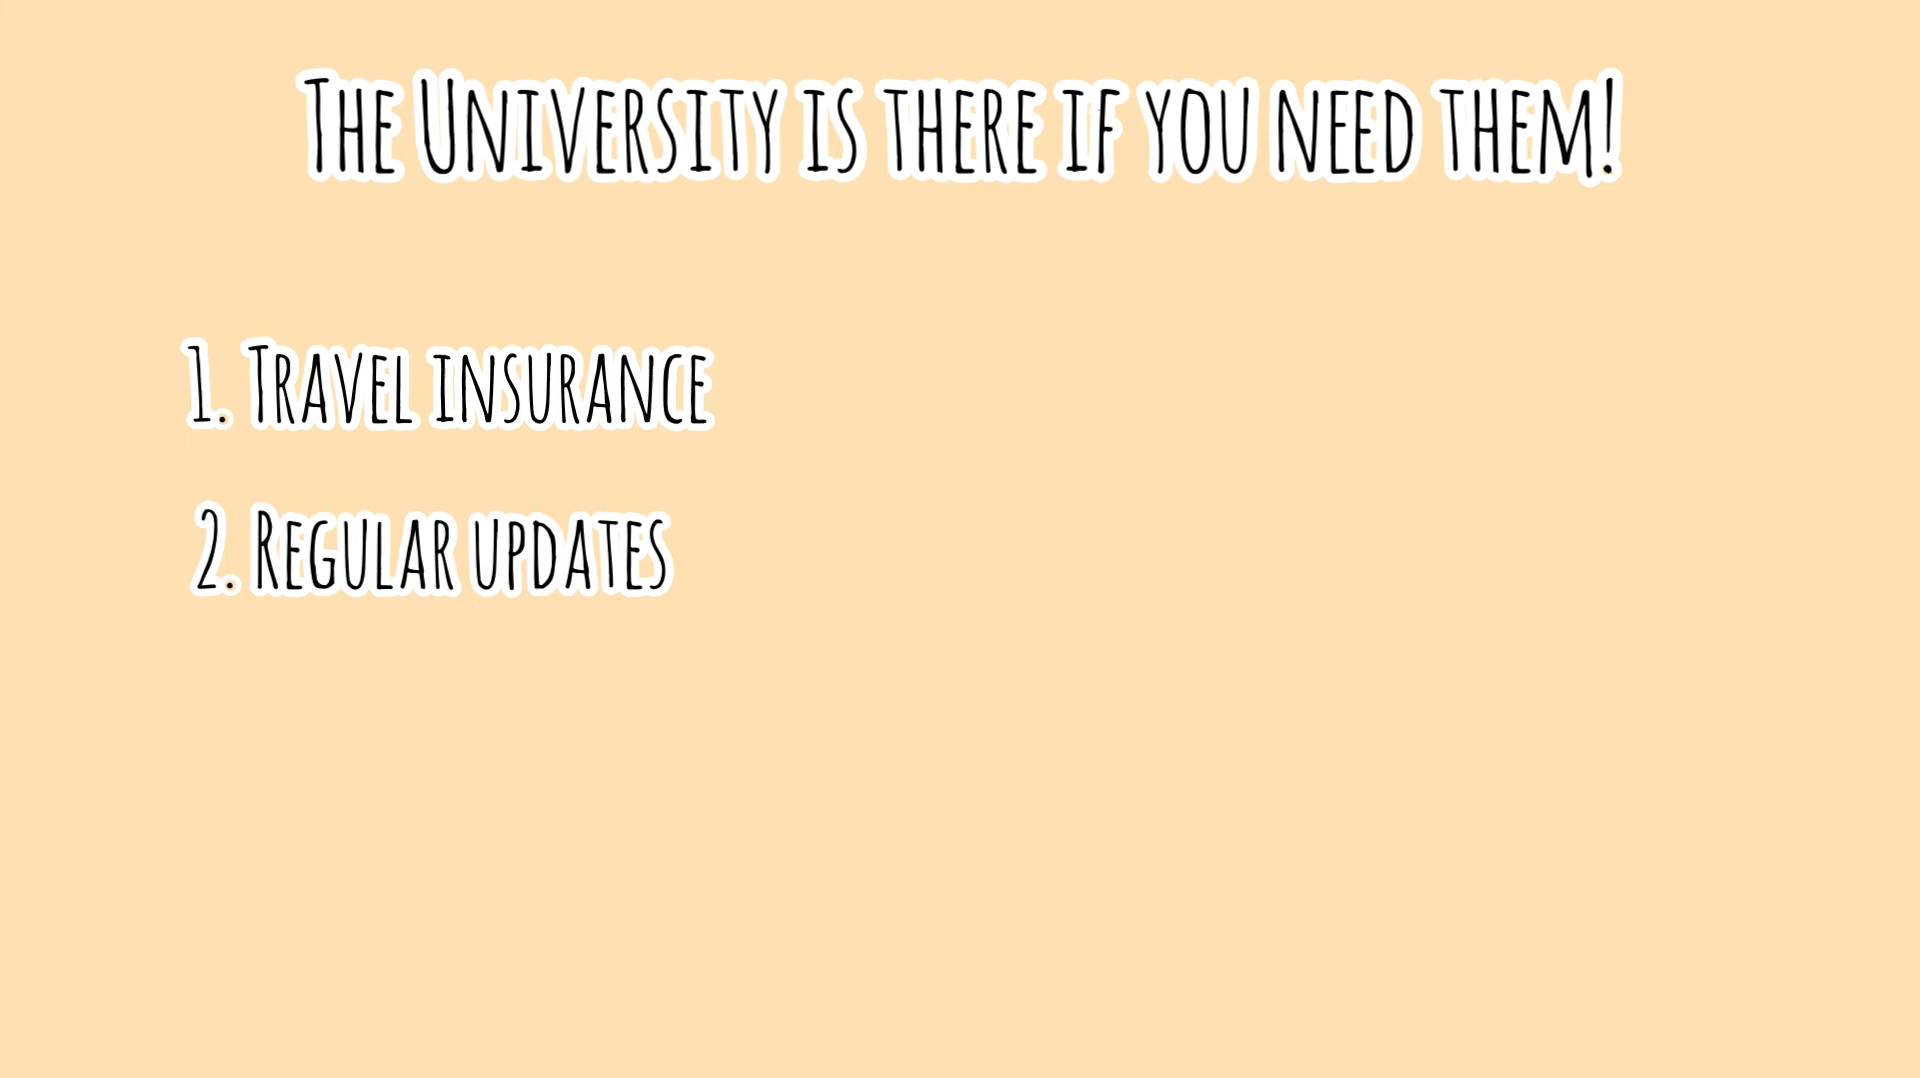 The University is there if you need them!
1. Travel insurance
2. Regular updates